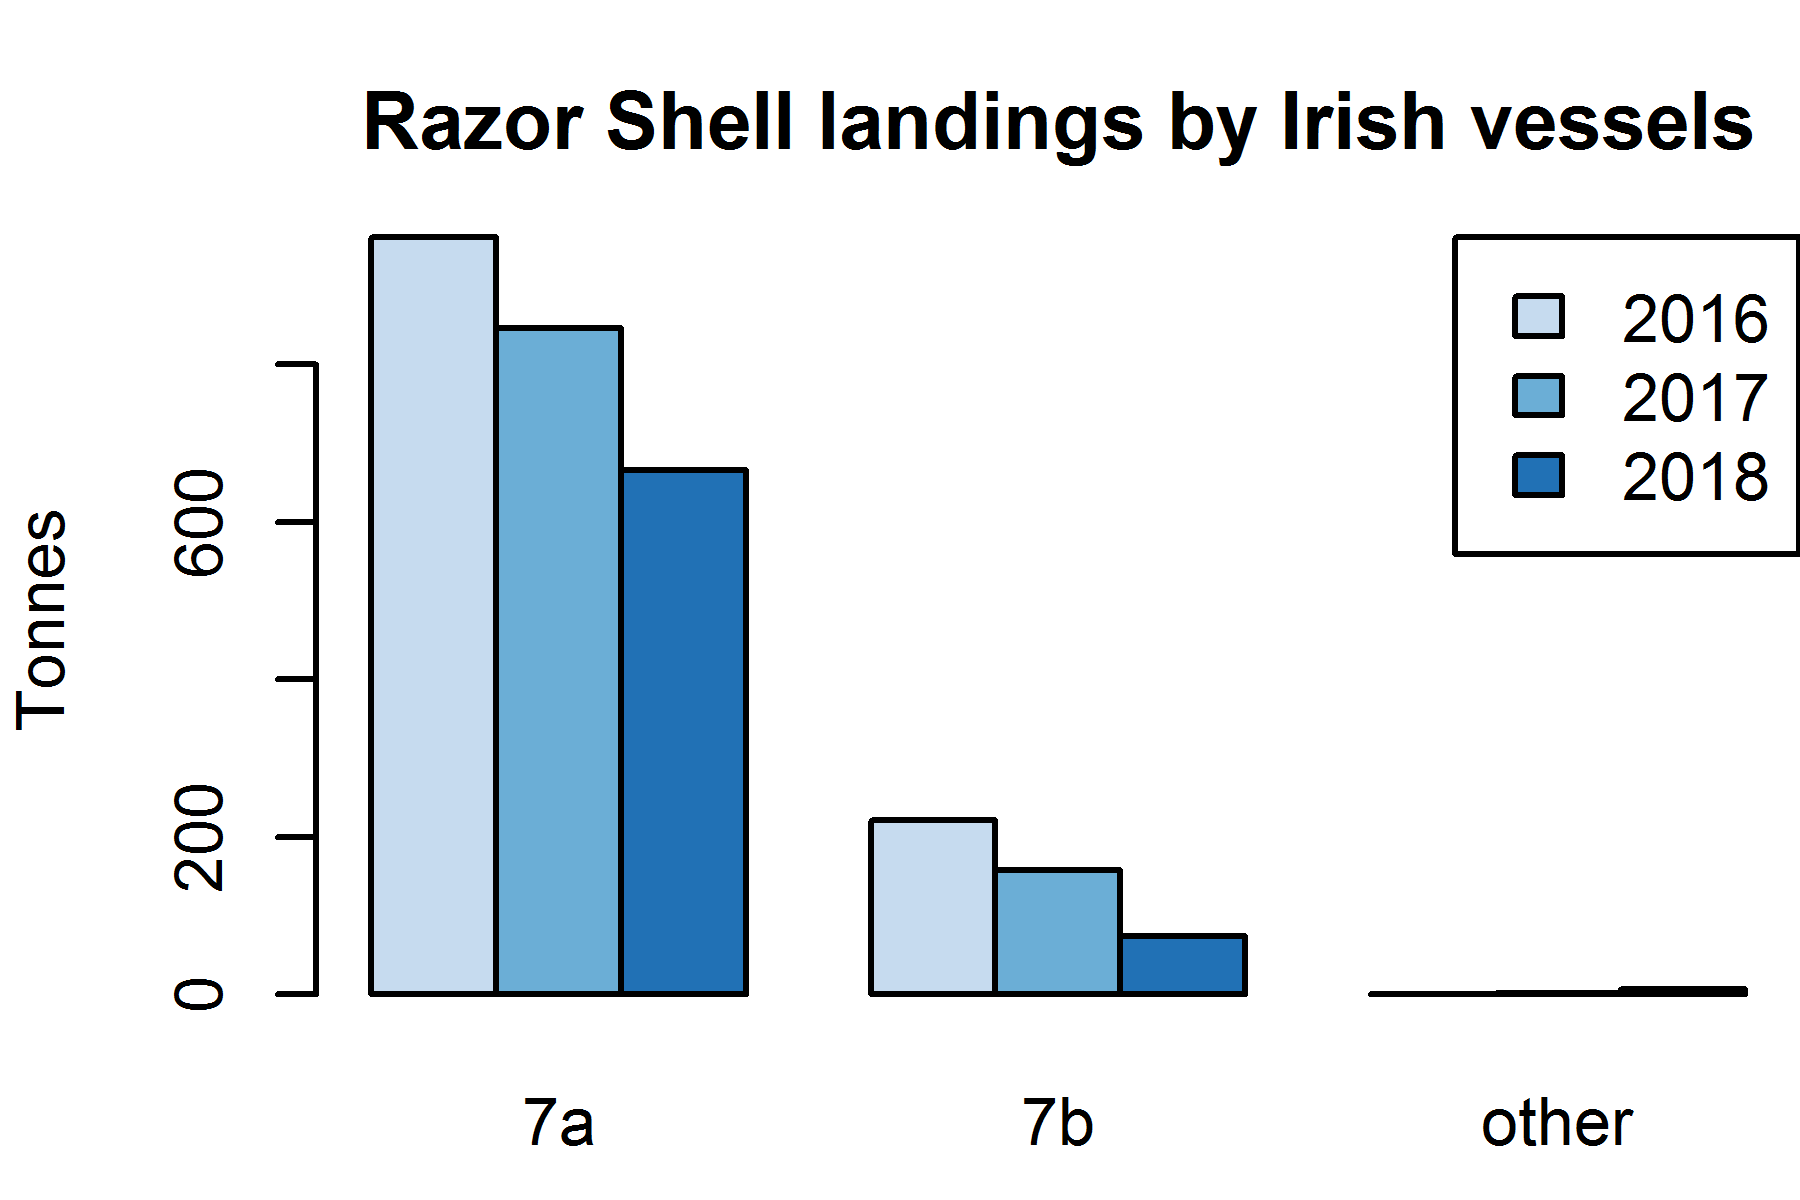 Razor Shell landings by Irish vessels
Tonnes
600
200
0
2016
2017
2018
7a
7b
other